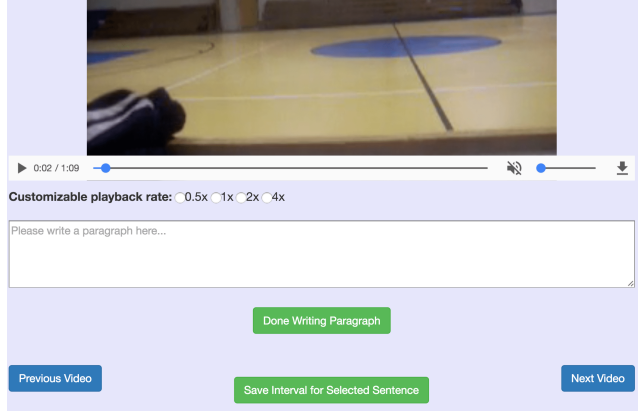 0:02 / 1:09
Customizable playback rate: 0.5x 1x 2x 4x
Please write a paragraph here...
Done Writing Paragraph
Previous Video
Save Interval for Selected Sentence
Next Video